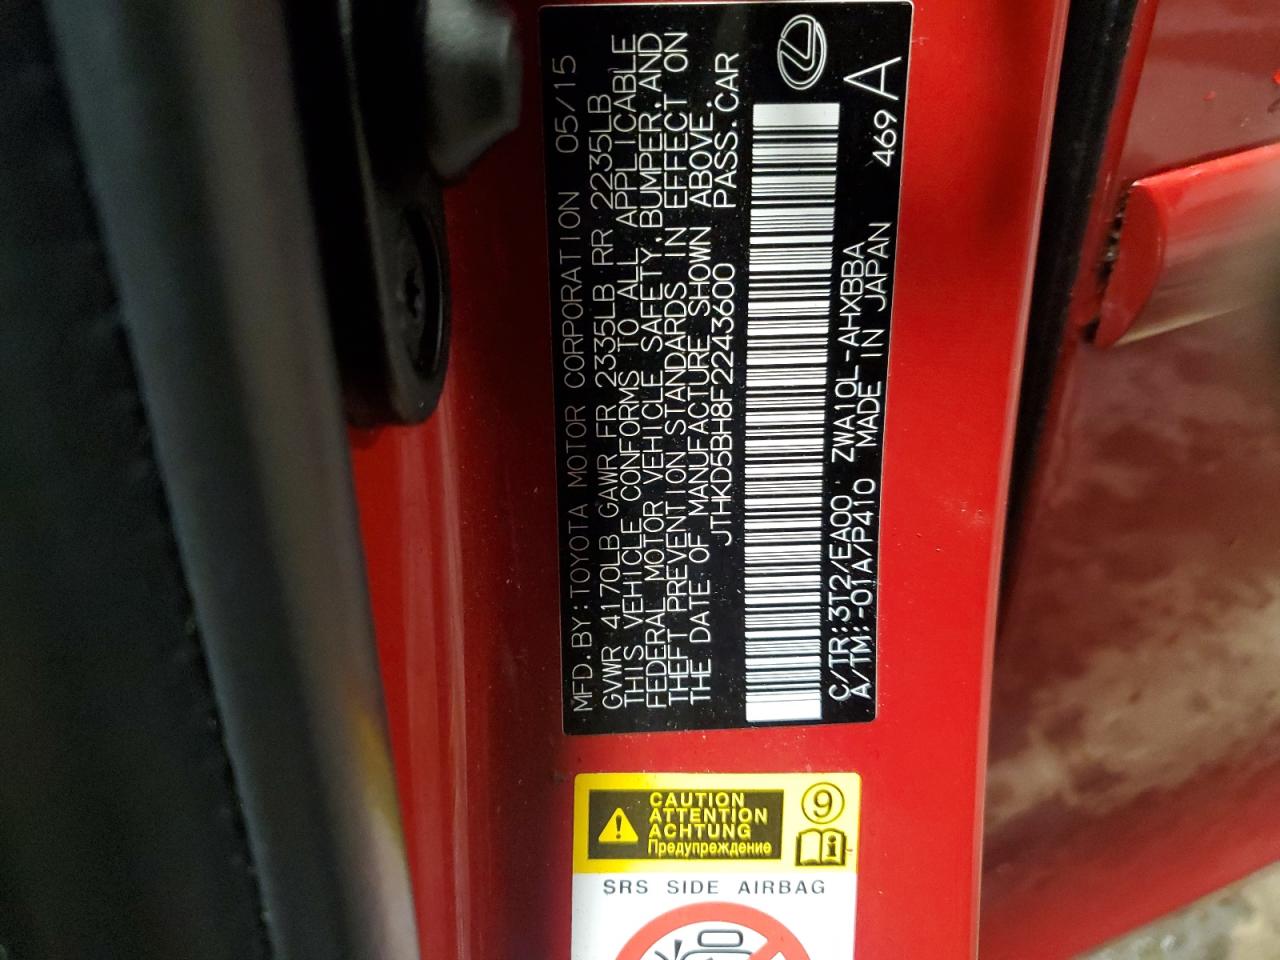 MFD.BY:TOYOTA MOTOR CORPORATION 05/15
GVWR 4170LB GAWR FR 2335LB RR 2235LB
THIS VEHICLE CONFORMS TO ALL APPLICABLE
FEDERAL MOTOR VEHICLE SAFETY,BUMPER,AND
THEFT PREVENTION STANDARDS IN EFFECT ON
THE DATE OF MANUFACTURE SHOWN ABOVE.
JTHKD5BH8F2243600 PASS.CAR
C/TR:3T2/EA00 ZWA10L-AHXBBA
A/TM:-01A/P410 MADE IN JAPAN
469 A
CAUTION
ATTENTION
ACHTUNG
Предупреждение
9
i
SRS SIDE AIRBAG